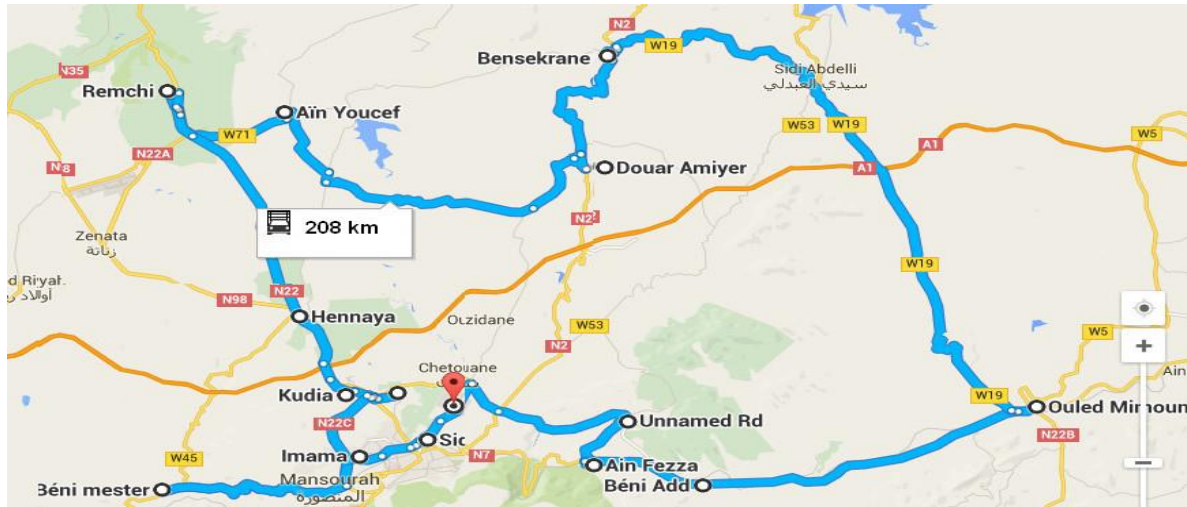 N2
Bensekrane
W19
N35
Sidi Abdelli
سيدي العبدلي
Remchi
Aïn Youcef
W71
W53
W19
W5
N22A
A1
N8
Douar Amiyer
A1
208 km
N2
Zenata
زناتة
W19
N98
N22
Hennaya
Ouzidane
W53
W5
N2
Chetouane
Kudia
W19
Ouled Mimoun
N22C
Unnamed Rd
Sid
N22B
Imama
N7
W45
Ain Fezza
Mansourah
المنصورة
Béni mester
Béni Add